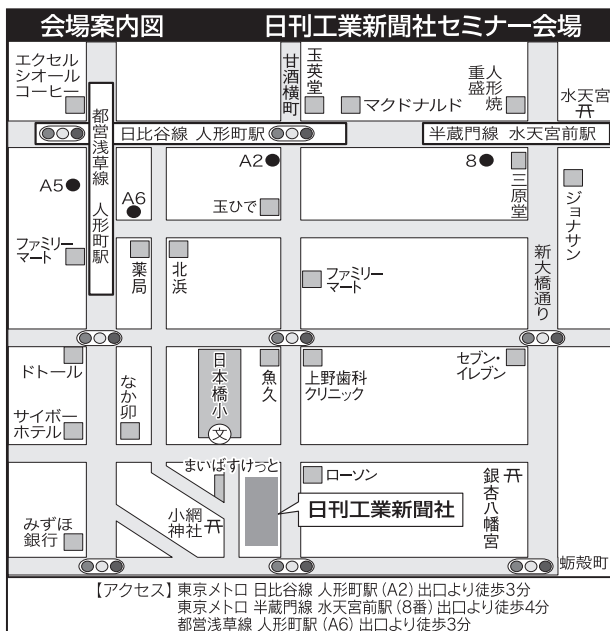 会場案内図 日刊工業新聞社セミナー会場
エクセル
シオール
コーヒー
甘酒横町
玉英堂
マクドナルド
重盛
人形焼
水天宮
都営浅草線 人形町駅
日比谷線 人形町駅
半蔵門線 水天宮前駅
A5
A6
A2
8
玉ひで
三原堂
ジョナサン
ファミリー
マート
薬局
北浜
ファミリー
マート
新大橋通り
ドトール
なか卯
日本橋小
文
魚久
上野歯科
クリニック
セブン・
イレブン
サイボー
ホテル
まいばすけっと
ローソン
銀杏八幡宮
日刊工業新聞社
小網
神社
みずほ
銀行
蛎殻町
【アクセス】東京メトロ 日比谷線 人形町駅(A2)出口より徒歩3分
東京メトロ 半蔵門線 水天宮前駅(8番)出口より徒歩4分
都営浅草線 人形町駅(A6)出口より徒歩3分